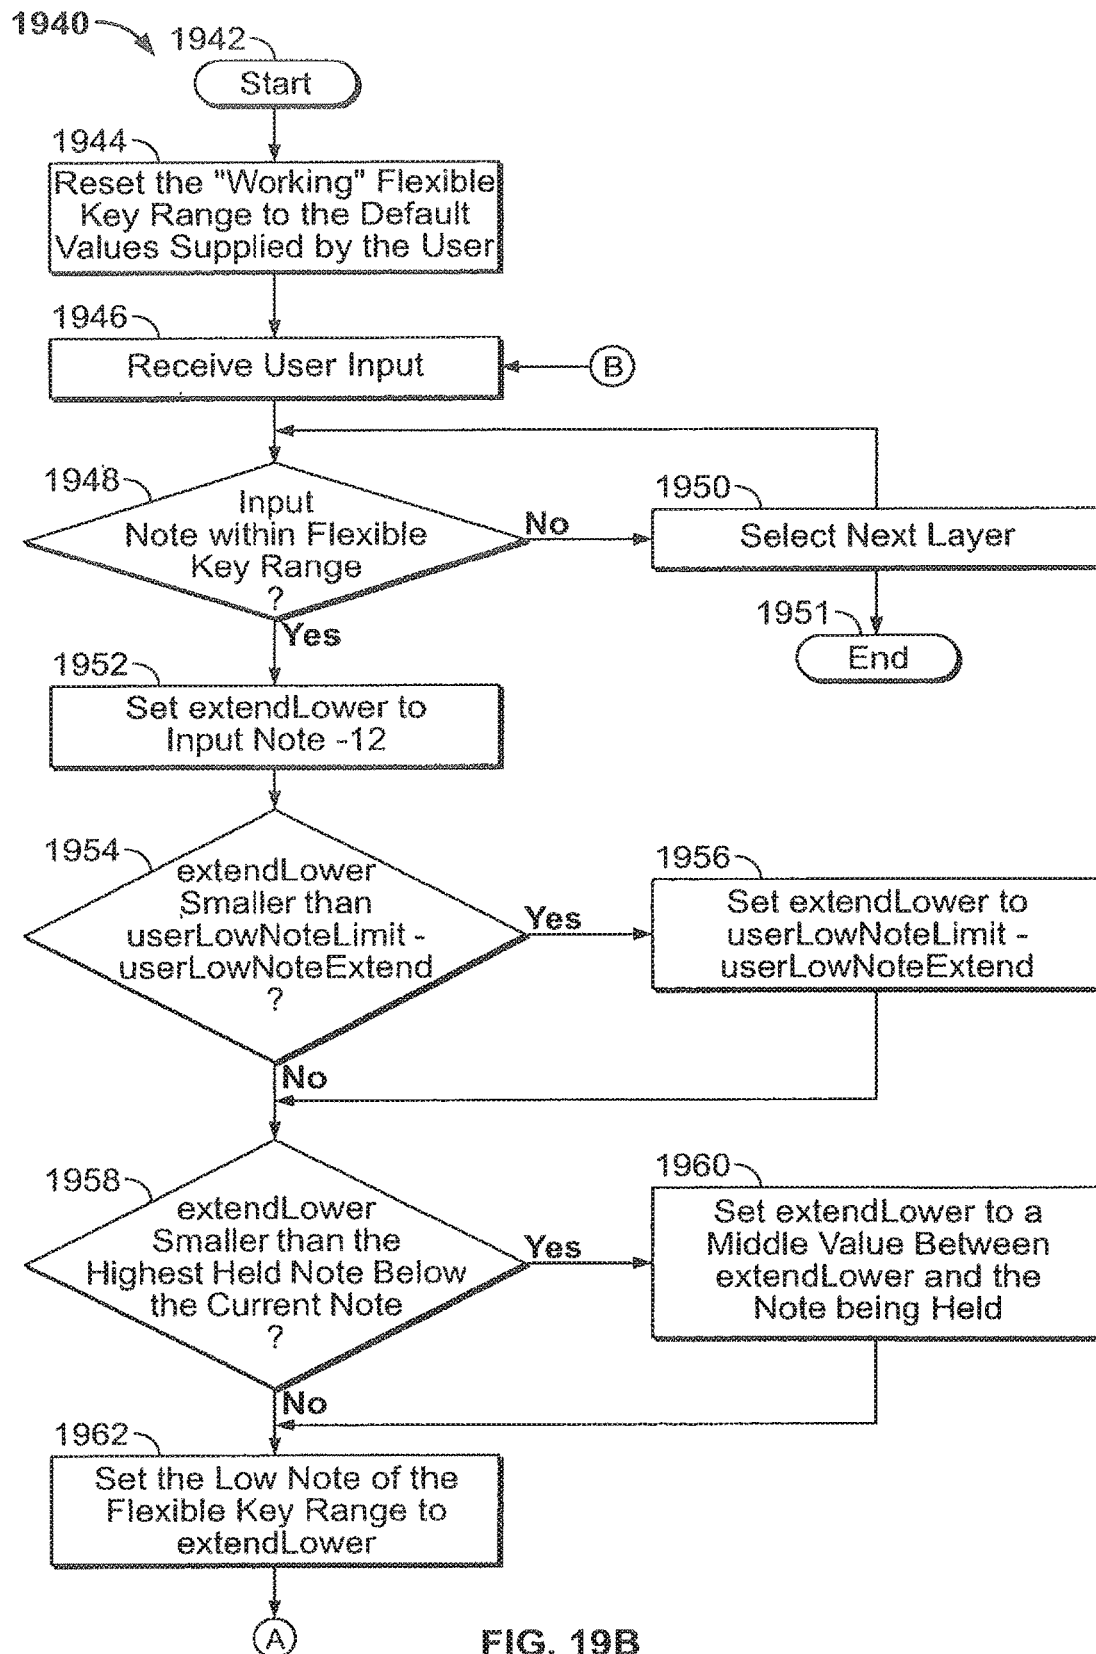 1940
1942
Start
1944
Reset the "Working" Flexible
Key Range to the Default
Values Supplied by the User
1946
Receive User Input
B
1948
Input
Note within Flexible
Key Range
?
No
Yes
1950
Select Next Layer
1951
End
1952
Set extendLower to
Input Note -12
1954
extendLower
Smaller than
userLowNoteLimit -
userLowNoteExtend
?
Yes
No
1956
Set extendLower to
userLowNoteLimit -
userLowNoteExtend
1958
extendLower
Smaller than the
Highest Held Note Below
the Current Note
?
Yes
No
1960
Set extendLower to a
Middle Value Between
extendLower and the
Note being Held
1962
Set the Low Note of the
Flexible Key Range to
extendLower
A
FIG. 19B